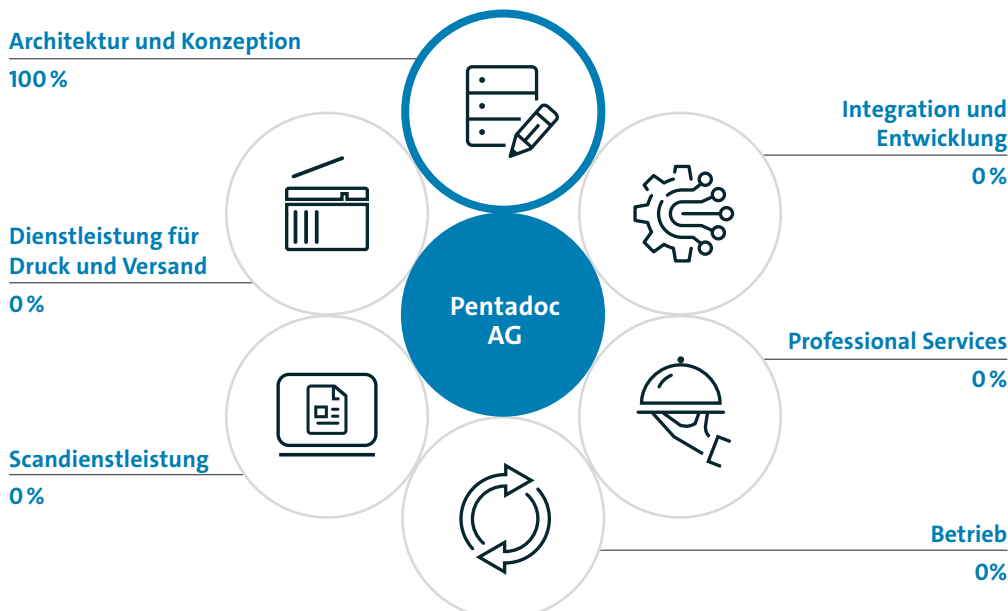 Architektur und Konzeption
100 %
Integration und
Entwicklung
0 %
Dienstleistung für
Druck und Versand
0 %
Pentadoc
AG
Professional Services
0 %
Scandienstleistung
0 %
Betrieb
0%